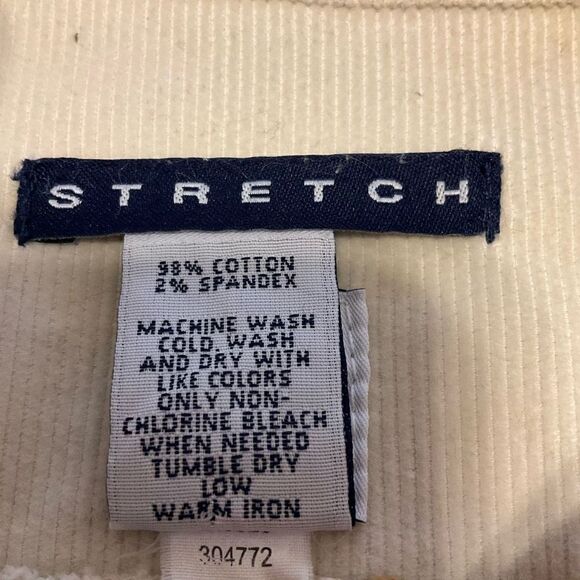 STRETCH
98% COTTON
2% SPANDEX
MACHINE WASH
COLD, WASH
AND DRY WITH
LIKE COLORS
ONLY NON-
CHLORINE BLEACH
WHEN NEEDED
TUMBLE DRY
LOW
WARM IRON
304772